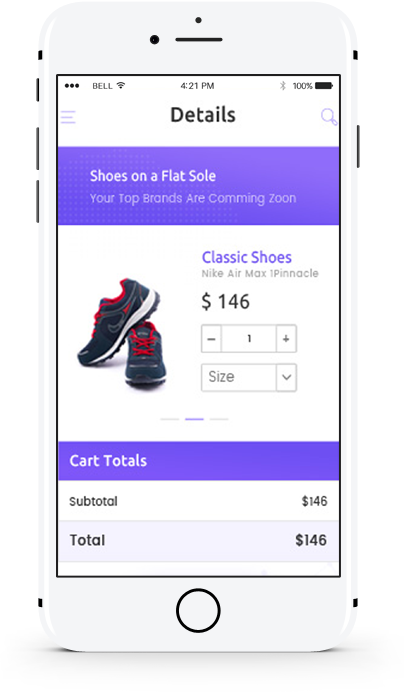 BELL 4:21 PM 100%
Details
Shoes on a Flat Sole
Your Top Brands Are Comming Zoon
Classic Shoes
Nike Air Max 1Pinnacle
$ 146
− 1 +
Size
Cart Totals
Subtotal $146
Total $146